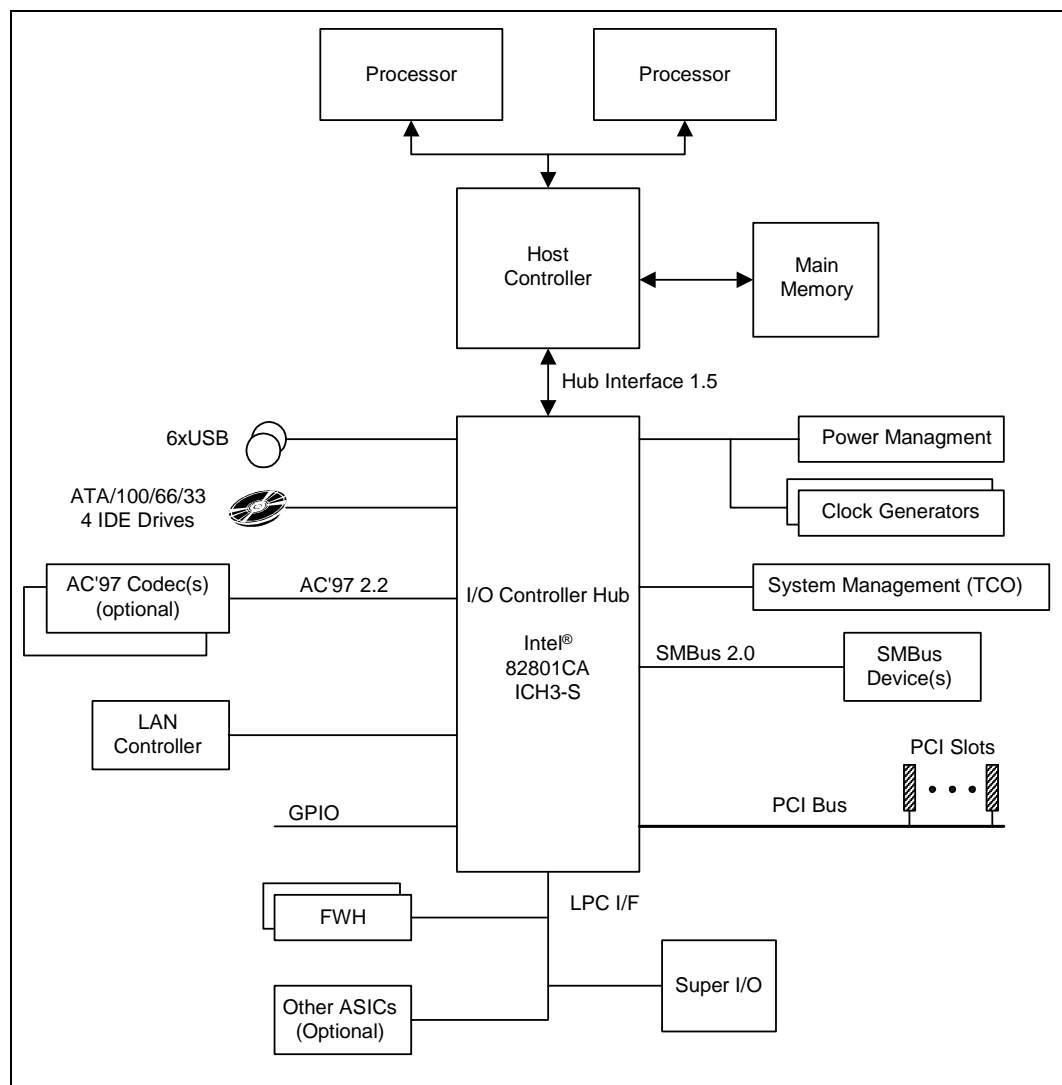 Processor
Processor
Host
Controller
Main
Memory
Hub Interface 1.5
6xUSB
Power Managment
ATA/100/66/33
4 IDE Drives
Clock Generators
AC'97 Codec(s)
(optional)
AC'97 2.2
I/O Controller Hub
Intel®
82801CA
ICH3-S
System Management (TCO)
SMBus 2.0
SMBus
Device(s)
LAN
Controller
PCI Slots
GPIO
PCI Bus
LPC I/F
FWH
Super I/O
Other ASICs
(Optional)